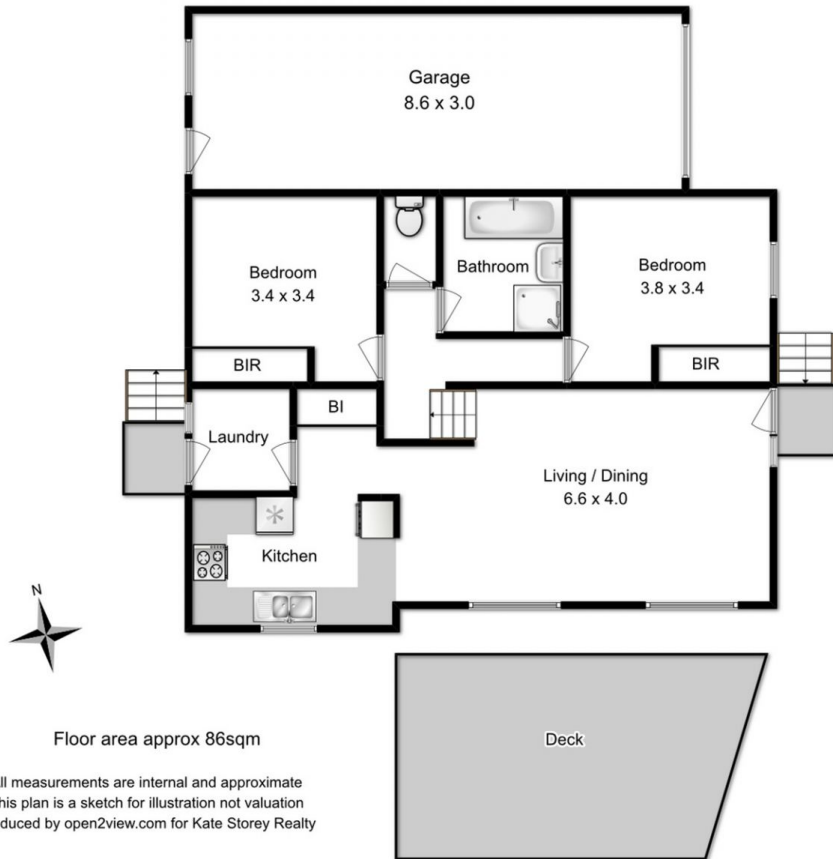 Garage
8.6 x 3.0
Bedroom
3.4 x 3.4
Bathroom
Bedroom
3.8 x 3.4
BIR
BIR
BI
Laundry
Living / Dining
6.6 x 4.0
Kitchen
N
Deck
Floor area approx 86sqm
ll measurements are internal and approximate
his plan is a sketch for illustration not valuation
duced by open2view.com for Kate Storey Realty